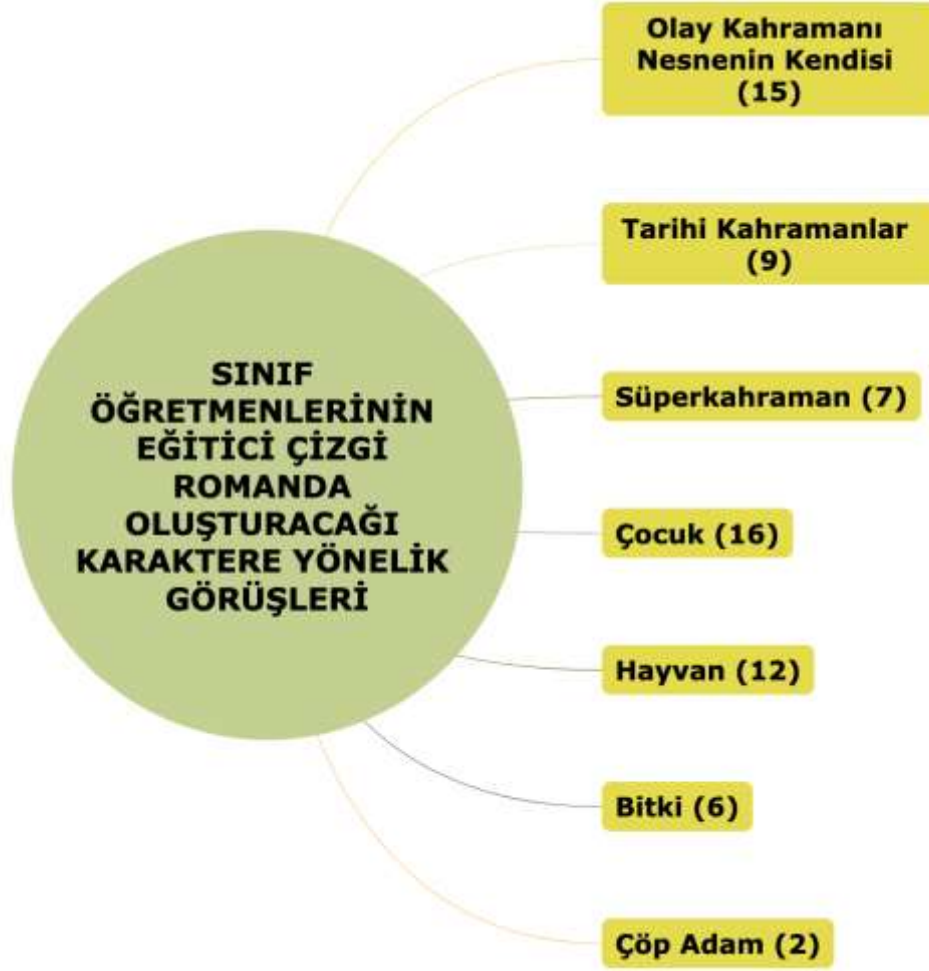 SINIF
ÖĞRETMENLERİNİN
EĞİTİCİ ÇİZGİ
ROMANDA
OLUŞTURACAĞI
KARAKTERE YÖNELİK
GÖRÜŞLERİ
Olay Kahramanı
Nesnenin Kendisi
(15)
Tarihi Kahramanlar
(9)
Süperkahraman (7)
Çocuk (16)
Hayvan (12)
Bitki (6)
Çöp Adam (2)